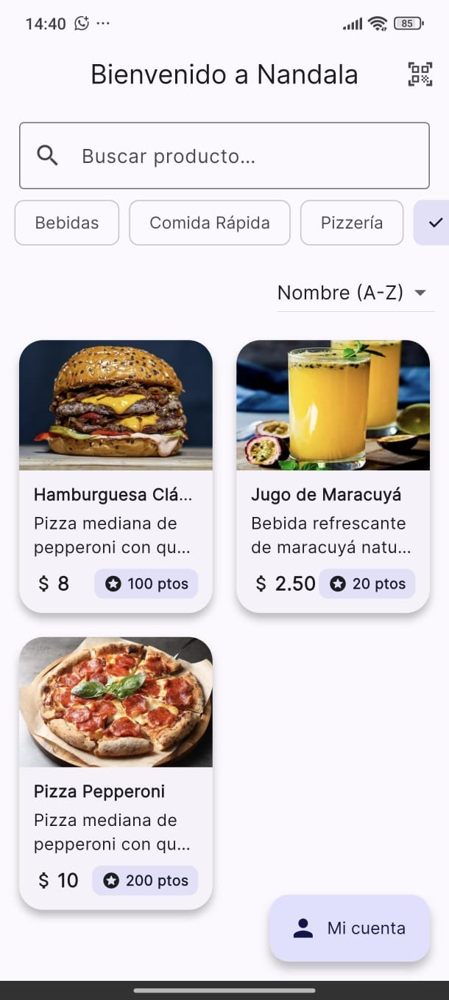 14:40
85
Bienvenido a Nandala
Buscar producto...
Bebidas
Comida Rápida
Pizzería
Nombre (A-Z)
Hamburguesa Clá...
Pizza mediana de
pepperoni con qu...
$ 8
100 ptos
Jugo de Maracuyá
Bebida refrescante
de maracuyá natu...
$ 2.50
20 ptos
Pizza Pepperoni
Pizza mediana de
pepperoni con qu...
$ 10
200 ptos
Mi cuenta